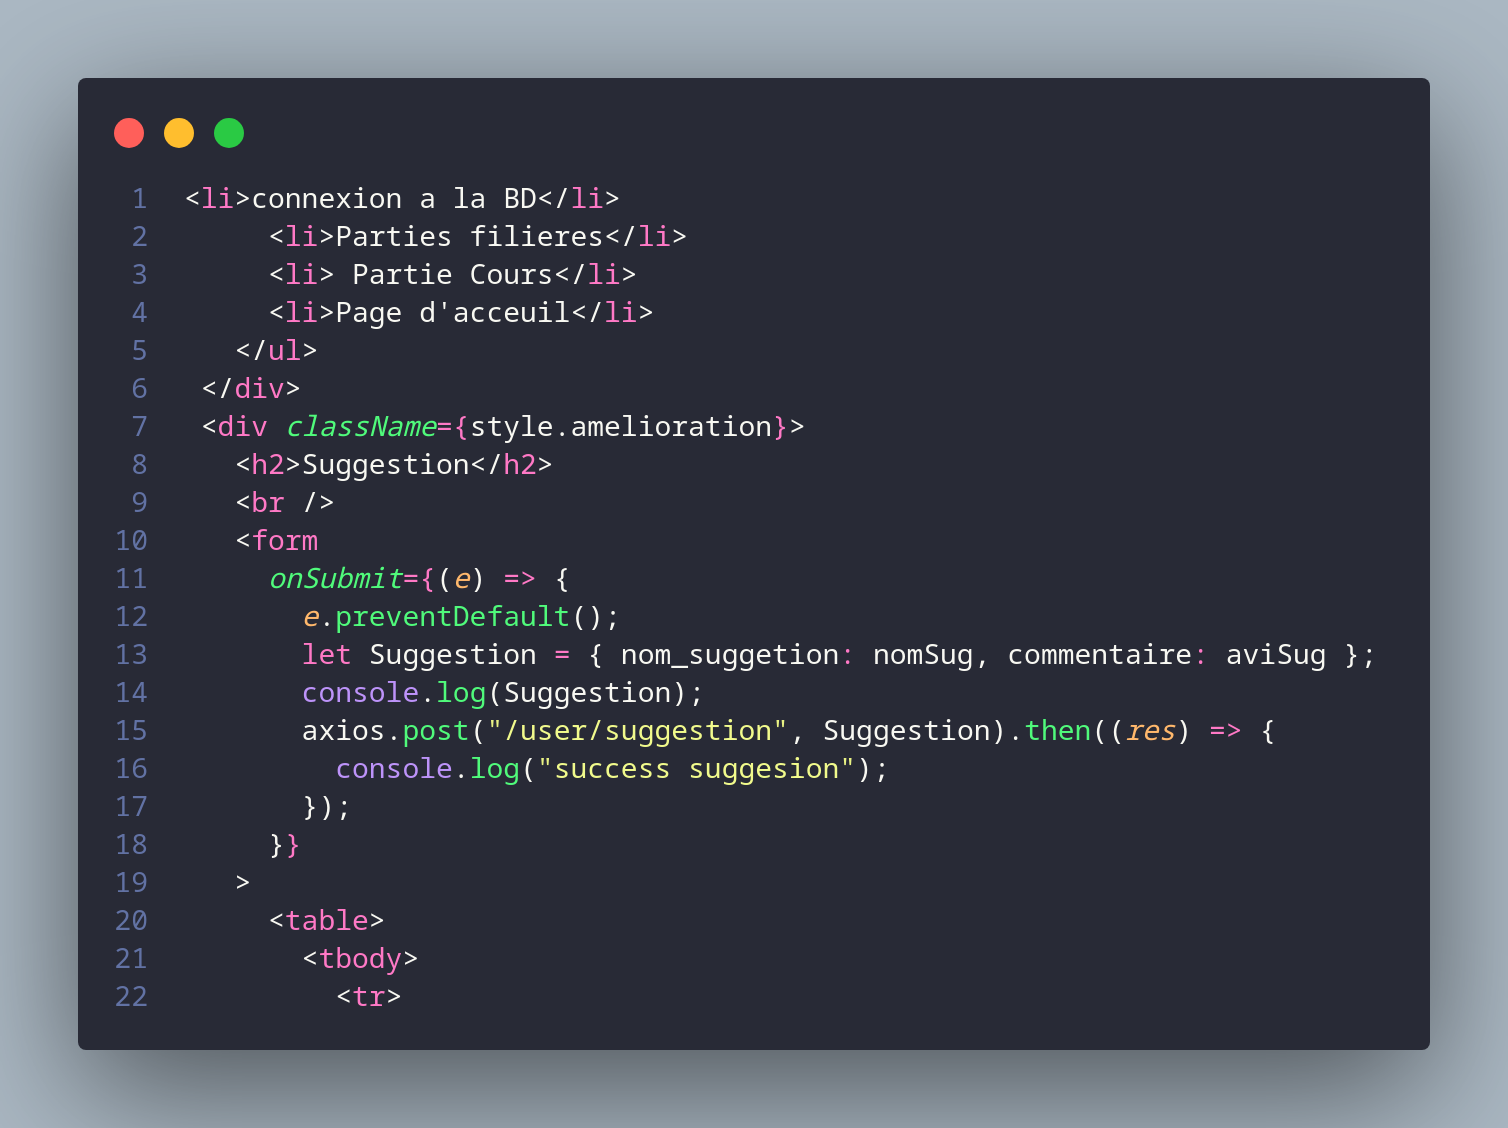 1 <li>connexion a la BD</li>
2 <li>Parties filieres</li>
3 <li> Partie Cours</li>
4 <li>Page d'acceuil</li>
5 </ul>
6 </div>
7 <div className={style.amelioration}>
8 <h2>Suggestion</h2>
9 <br />
10 <form
11 onSubmit={(e) => {
12 e.preventDefault();
13 let Suggestion = { nom_suggetion: nomSug, commentaire: aviSug };
14 console.log(Suggestion);
15 axios.post("/user/suggestion", Suggestion).then((res) => {
16 console.log("success suggesion");
17 });
18 }}
19 >
20 <table>
21 <tbody>
22 <tr>